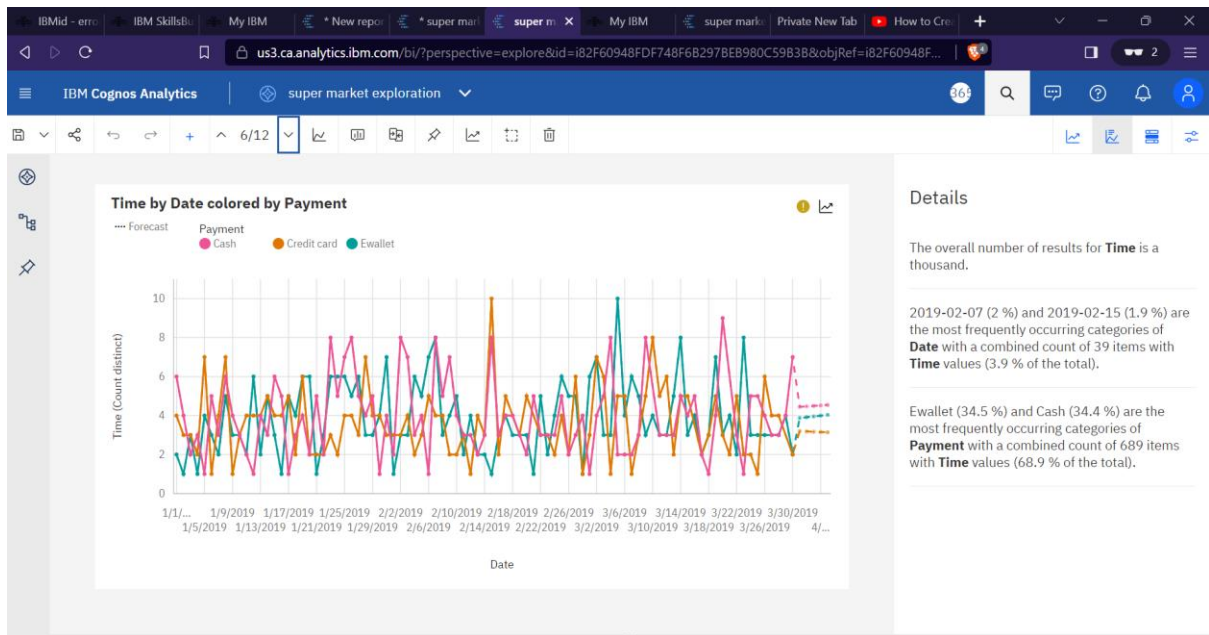 IBMid - erro
IBM SkillsBu
My IBM
* New repor
* super marl
super m
My IBM
super marke
Private New Tab
How to Crea
us3.ca.analytics.ibm.com/bi/?perspective=explore&id=i82F60948FDF748F6B297BEB980C59B3B8&objRef=i82F60948F...
2
IBM Cognos Analytics
super market exploration
6/12
Time by Date colored by Payment
Forecast
Payment
Cash
Credit card
Ewallet
Time (Count distinct)
10
8
6
4
2
0
1/1/... 1/9/2019 1/17/2019 1/25/2019 2/2/2019 2/10/2019 2/18/2019 2/26/2019 3/6/2019 3/14/2019 3/22/2019 3/30/2019
1/5/2019 1/13/2019 1/21/2019 1/29/2019 2/6/2019 2/14/2019 2/22/2019 3/2/2019 3/10/2019 3/18/2019 3/26/2019 4/...
Date
Details
The overall number of results for Time is a
thousand.
2019-02-07 (2 %) and 2019-02-15 (1.9 %) are
the most frequently occurring categories of
Date with a combined count of 39 items with
Time values (3.9 % of the total).
Ewallet (34.5 %) and Cash (34.4 %) are the
most frequently occurring categories of
Payment with a combined count of 689 items
with Time values (68.9 % of the total).